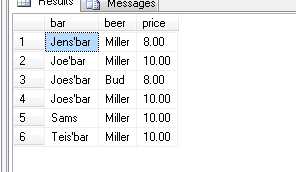 Results Messages
bar beer price
1 Jens'bar Miller 8.00
2 Joe'bar Miller 10.00
3 Joes'bar Bud 8.00
4 Joes'bar Miller 10.00
5 Sams Miller 10.00
6 Teis'bar Miller 10.00